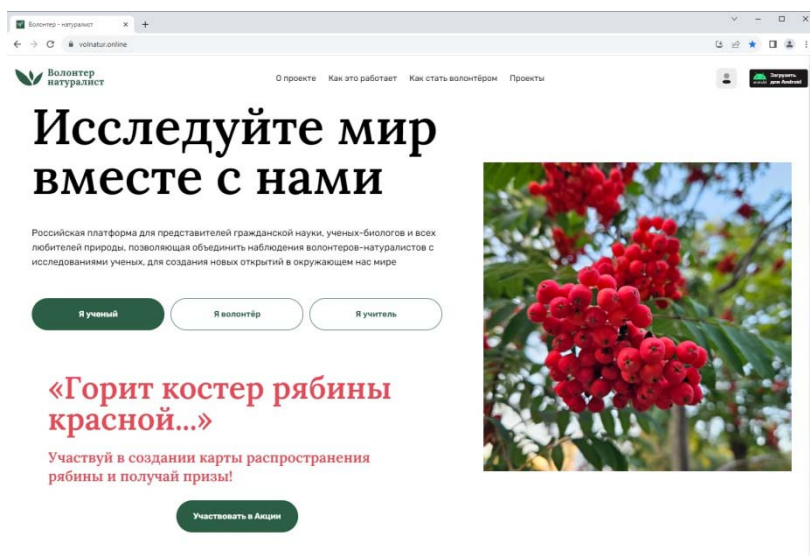 Волонтер - натуралист
volnatur.online
Волонтер
натуралист
О проекте Как это работает Как стать волонтёром Проекты
android
Загрузить
для Android
Исследуйте мир
вместе с нами
Российская платформа для представителей гражданской науки, ученых-биологов и всех
любителей природы, позволяющая объединить наблюдения волонтеров-натуралистов с
исследованиями ученых, для создания новых открытий в окружающем нас мире
Я ученый Я волонтёр Я учитель
«Горит костер рябины
красной...»
Участвуй в создании карты распространения
рябины и получай призы!
Участвовать в Акции